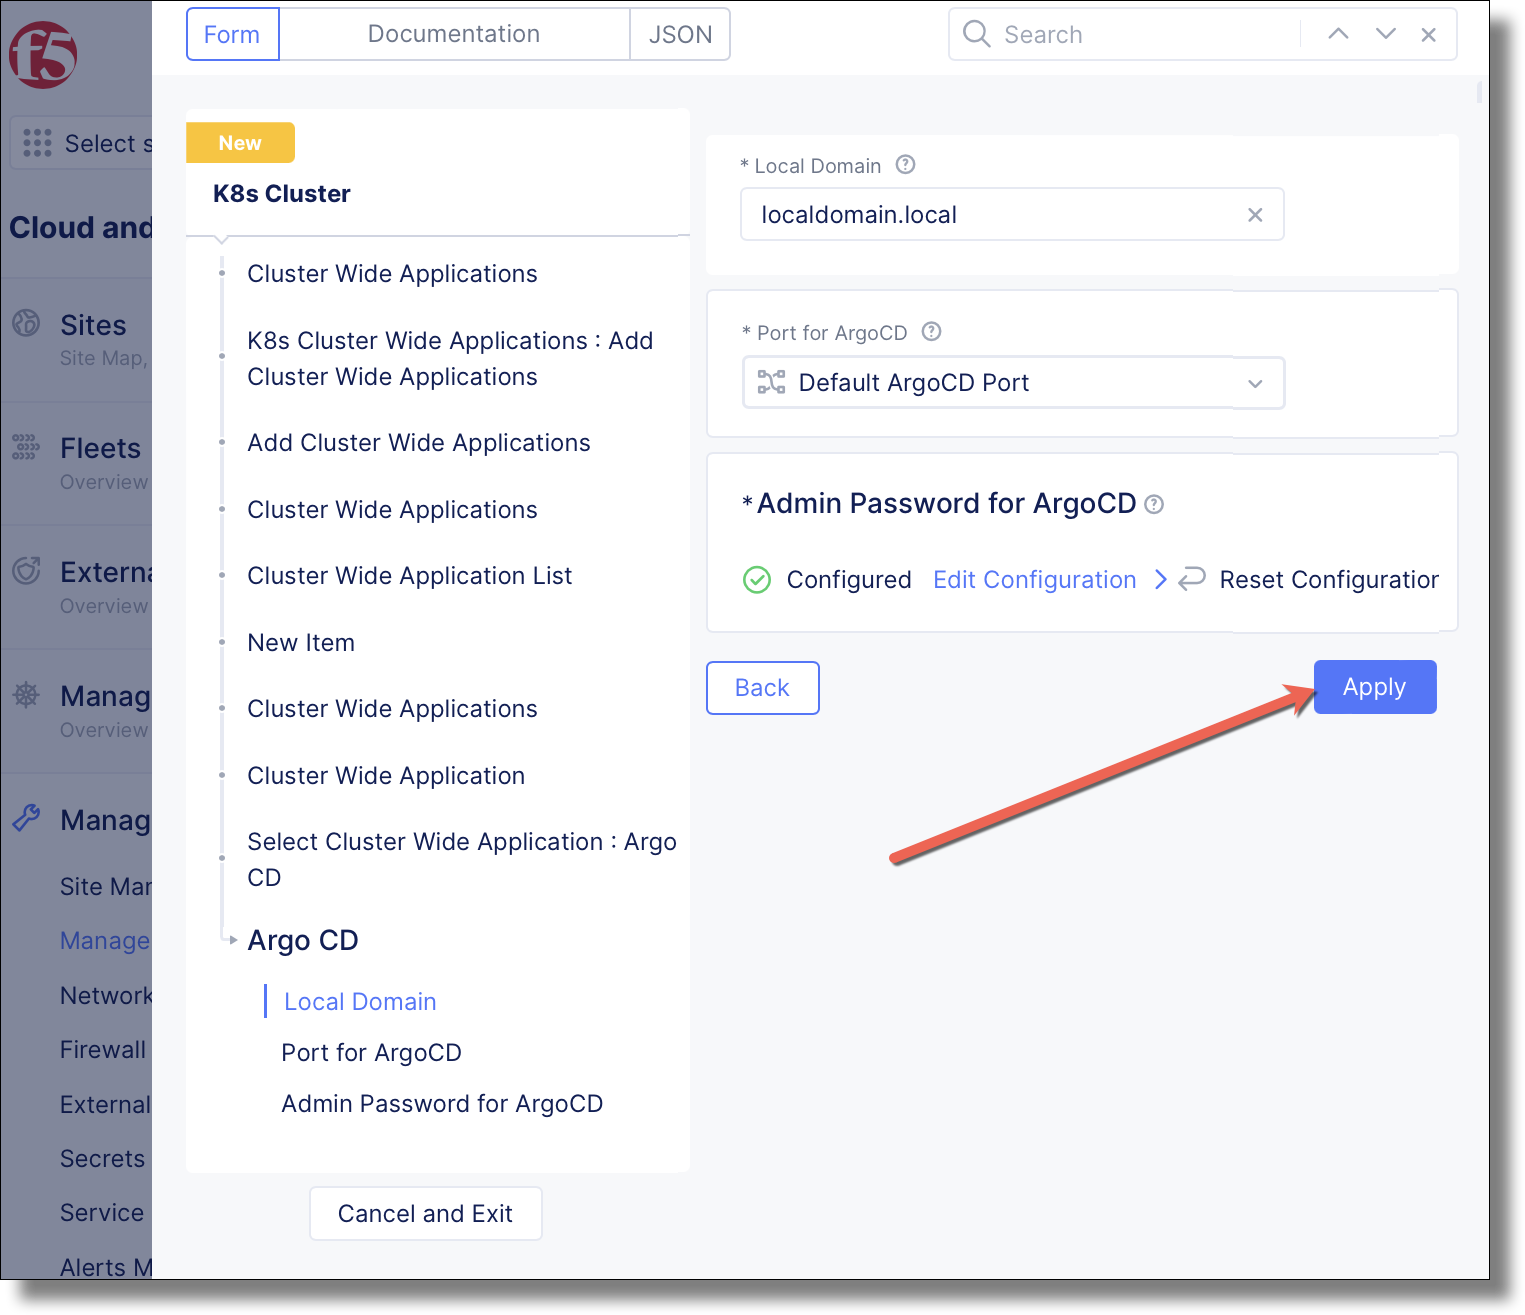 f5
Select s
Cloud and
Sites
Site Map,
Fleets
Overview
Externa
Overview
Manag
Overview
Manag
Site Mar
Manage
Network
Firewall
External
Secrets
Service
Alerts M
Form
Documentation
JSON
Search
New
K8s Cluster
Cluster Wide Applications
K8s Cluster Wide Applications : Add
Cluster Wide Applications
Add Cluster Wide Applications
Cluster Wide Applications
Cluster Wide Application List
New Item
Cluster Wide Applications
Cluster Wide Application
Select Cluster Wide Application : Argo
CD
Argo CD
Local Domain
Port for ArgoCD
Admin Password for ArgoCD
Cancel and Exit
* Local Domain
localdomain.local
* Port for ArgoCD
Default ArgoCD Port
*Admin Password for ArgoCD
Configured Edit Configuration Reset Configuration
Back
Apply